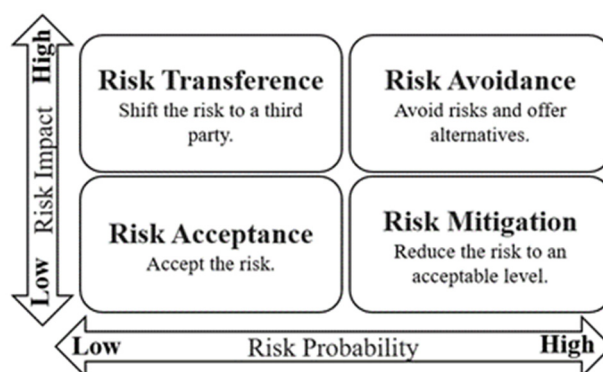 High
Risk Impact
Low
Risk Transference
Shift the risk to a third
party.
Risk Avoidance
Avoid risks and offer
alternatives.
Risk Acceptance
Accept the risk.
Risk Mitigation
Reduce the risk to an
acceptable level.
Low Risk Probability High